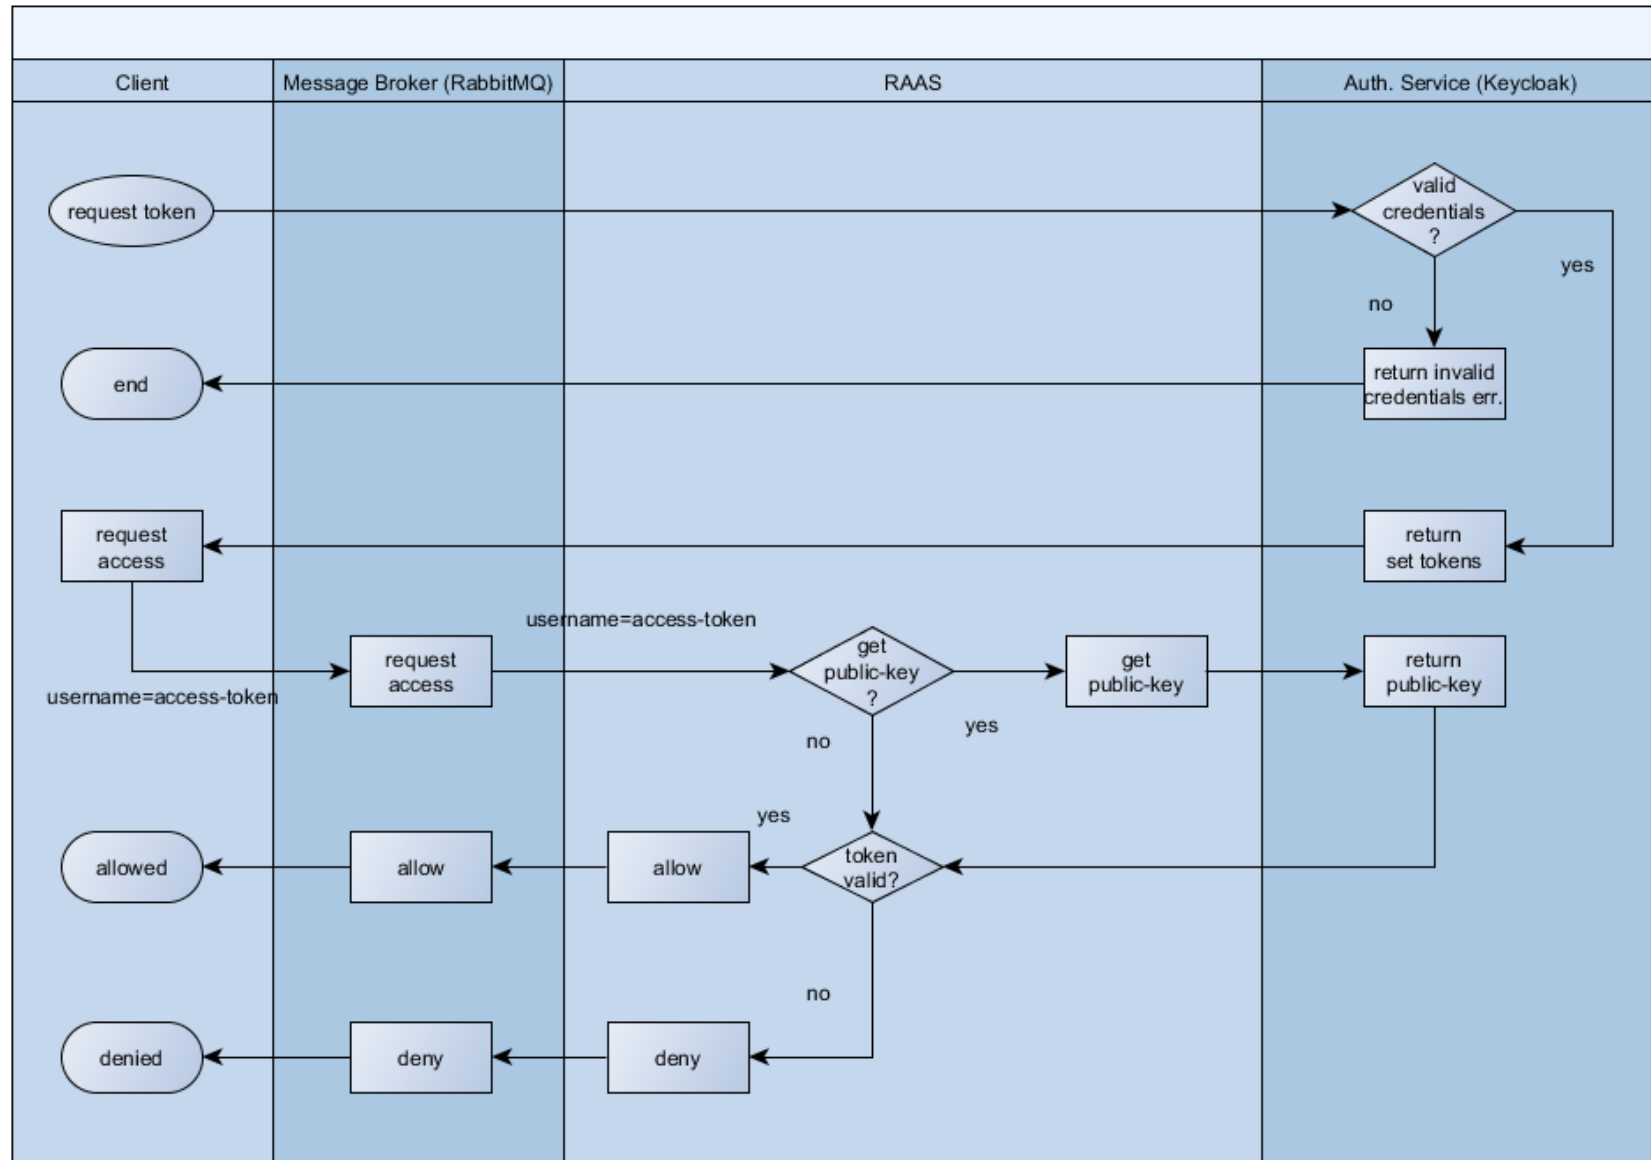 Client
Message Broker (RabbitMQ)
RAAS
Auth. Service (Keycloak)
request token
valid
credentials
?
yes
no
end
return invalid
credentials err.
request
access
return
set tokens
username=access-token
request
access
get
public-key
?
get
public-key
return
public-key
username=access-token
no
yes
yes
allowed
allow
allow
token
valid?
no
denied
deny
deny